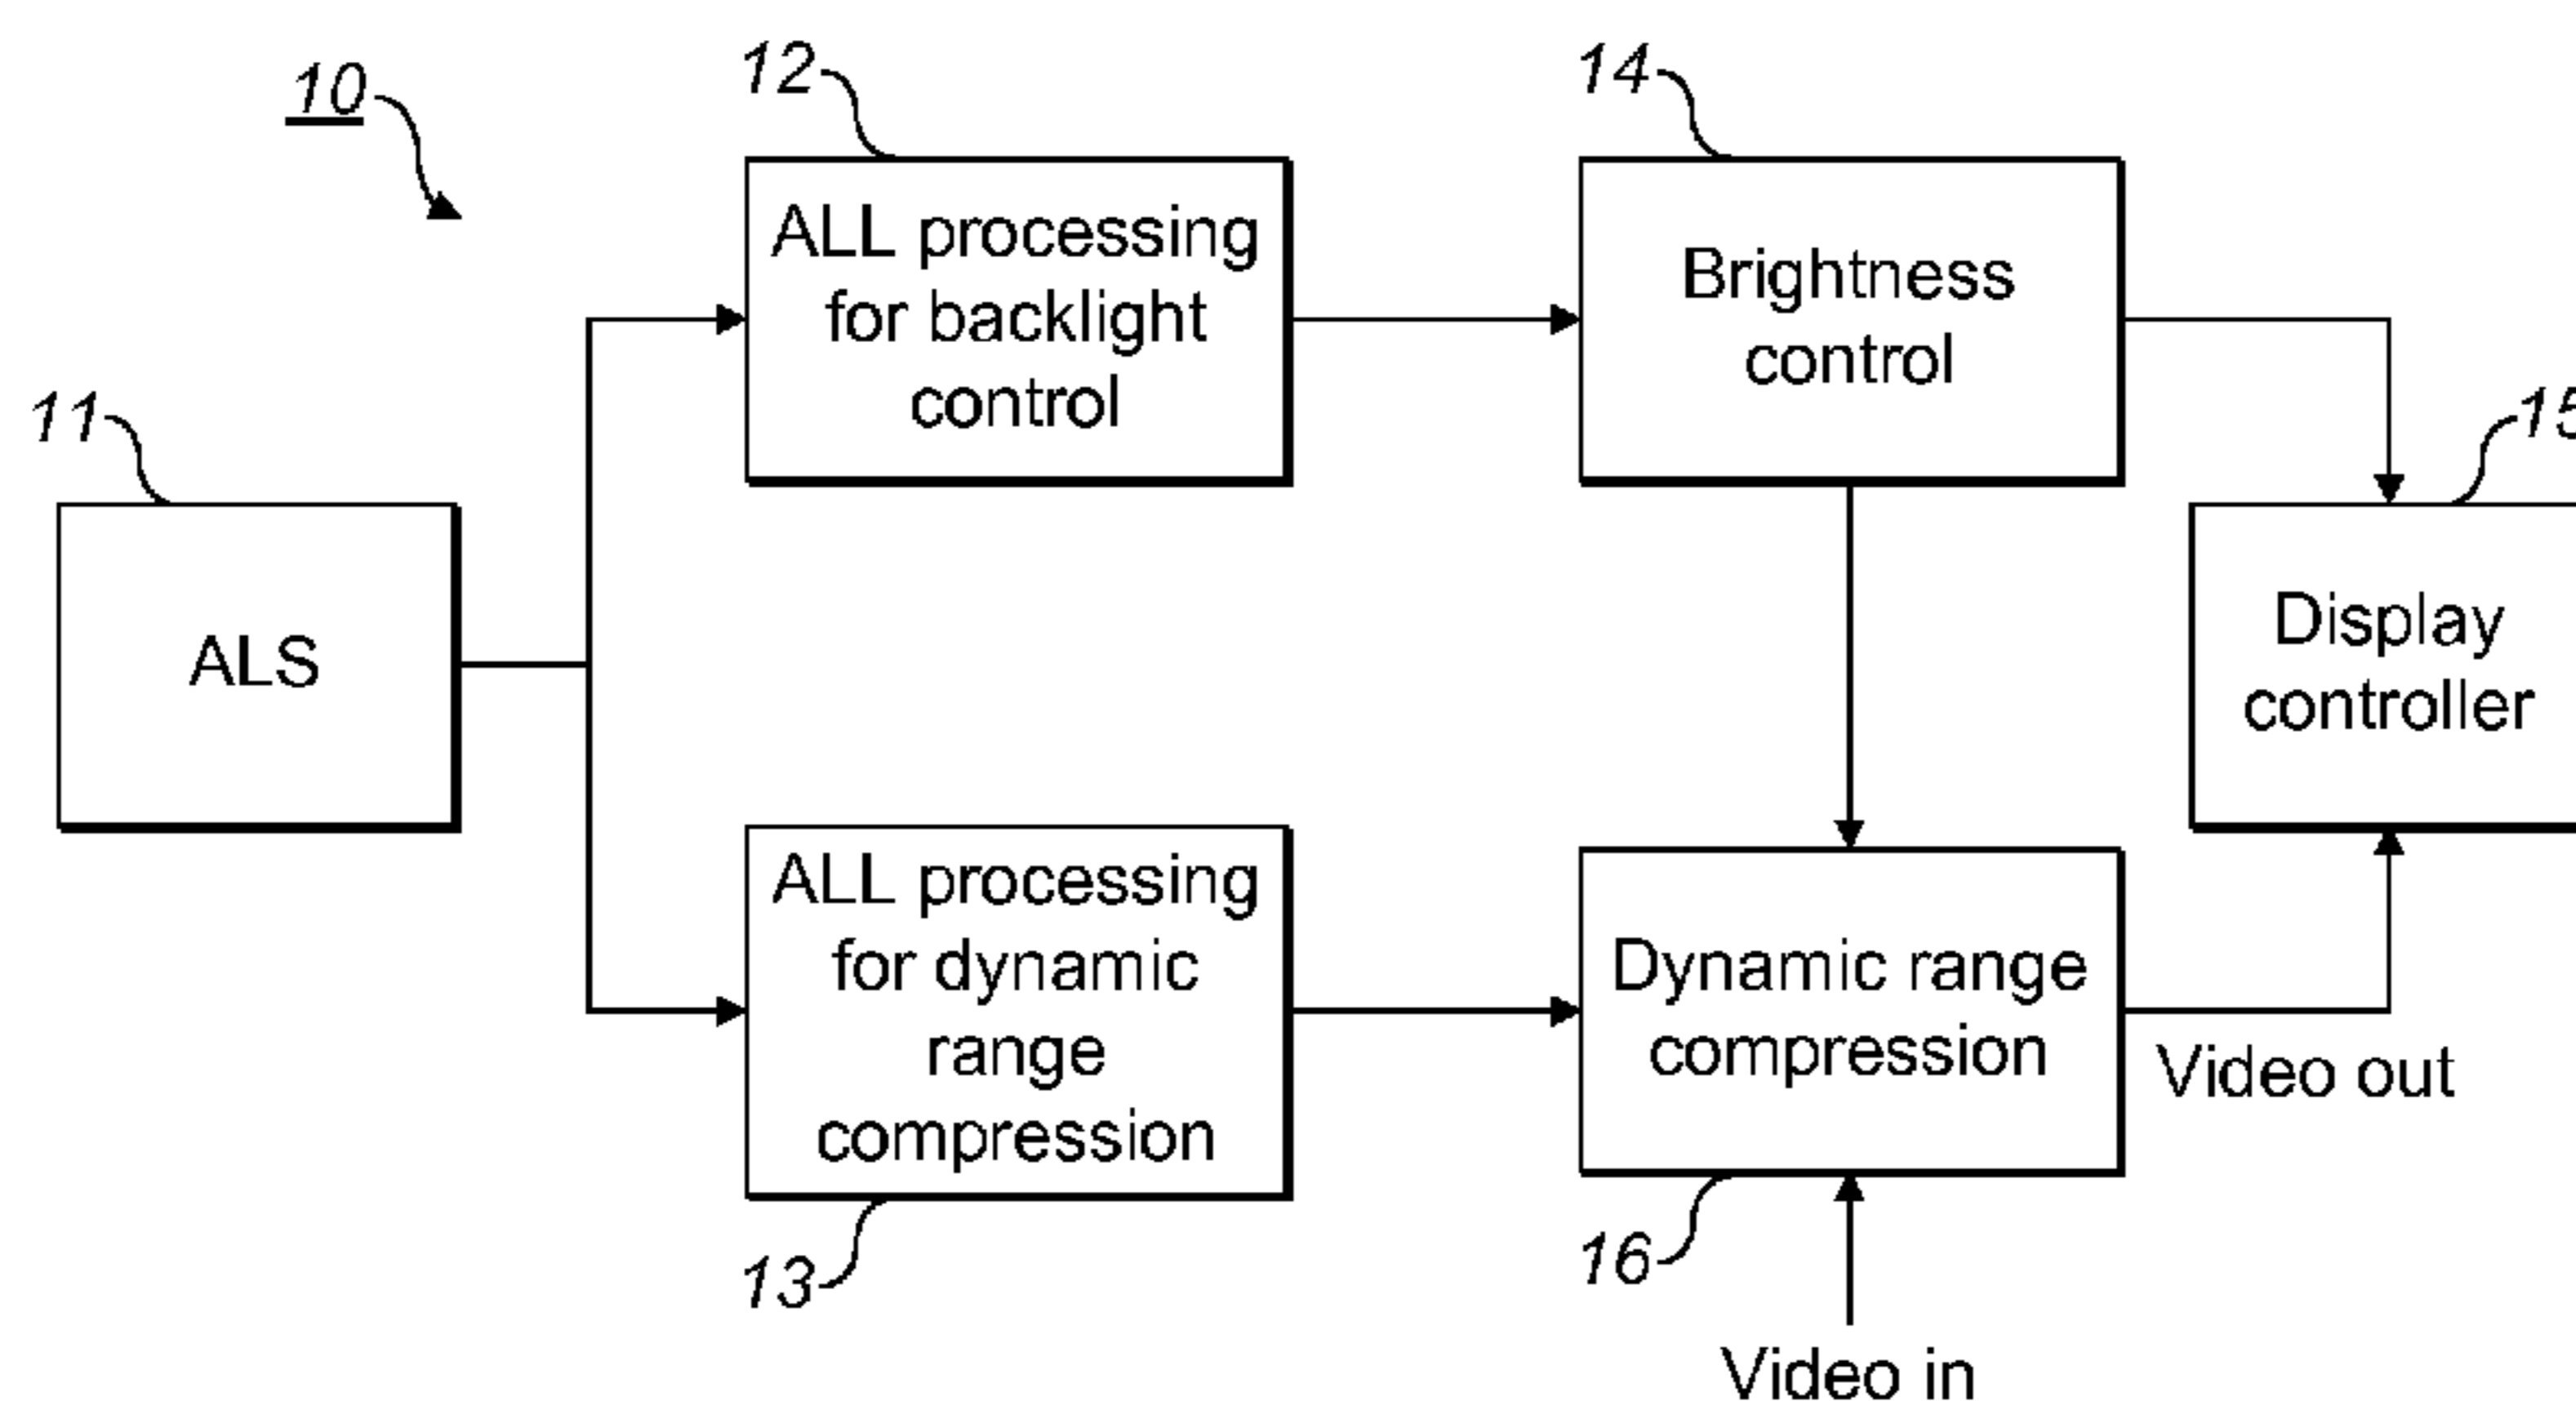 10
12
14
ALL processing
for backlight
control
Brightness
control
11
15
ALS
Display
controller
ALL processing
for dynamic
range
compression
Dynamic range
compression
Video out
13
16
Video in